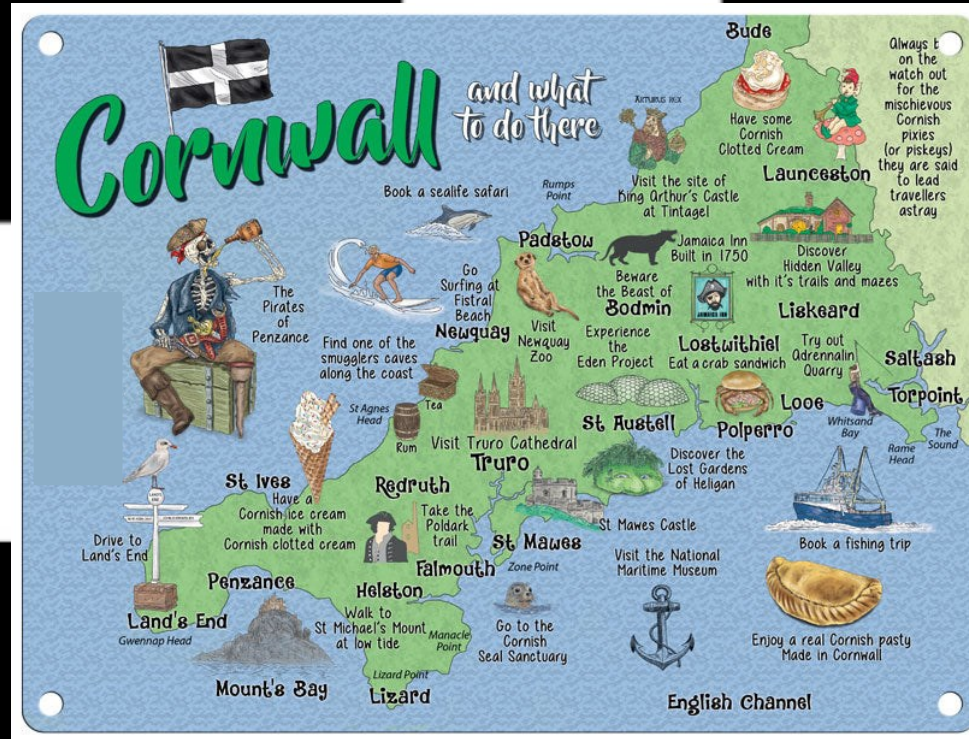 Cornwall
and what
to do there
Bude
Have some
Cornish
Clotted Cream
Always b
on the
watch out
for the
mischievous
Cornish
pixies
(or piskeys)
they are said
to lead
travellers
astray
ARTURUS REX
Visit the site of
King Arthur's Castle
at Tintagel
Launceston
Book a sealife safari
Rumps
Point
Padstow
Jamaica Inn
Built in 1750
Discover
Hidden Valley
with it's trails and mazes
The
Pirates
of
Penzance
Go
Surfing at
Fistral
Beach
Newquay
Visit
Newquay
Zoo
Beware
the Beast of
Bodmin
JAMAICA INN
Liskeard
Find one of the
smugglers caves
along the coast
Experience
the
Eden Project
Lostwithiel
Eat a crab sandwich
Try out
Adrennalin
Quarry
Saltash
Torpoint
Tea
Rum
St Agnes
Head
Visit Truro Cathedral
Truro
St Austell
Polperro
Looe
Whitsand
Bay
Rame
Head
The
Sound
St Ives
Have a
Cornish ice cream
made with
Cornish clotted cream
Redruth
Take the
Poldark
trail
Discover the
Lost Gardens
of Heligan
St Mawes Castle
St Mawes
Book a fishing trip
Drive to
Land's End
Land's End
Gwennap Head
Penzance
Falmouth
Zone Point
Helston
Visit the National
Maritime Museum
Walk to
St Michael's Mount
at low tide
Manacle
Point
Go to the
Cornish
Seal Sanctuary
Enjoy a real Cornish pasty
Made in Cornwall
Mount's Bay
Lizard Point
Lizard
English Channel